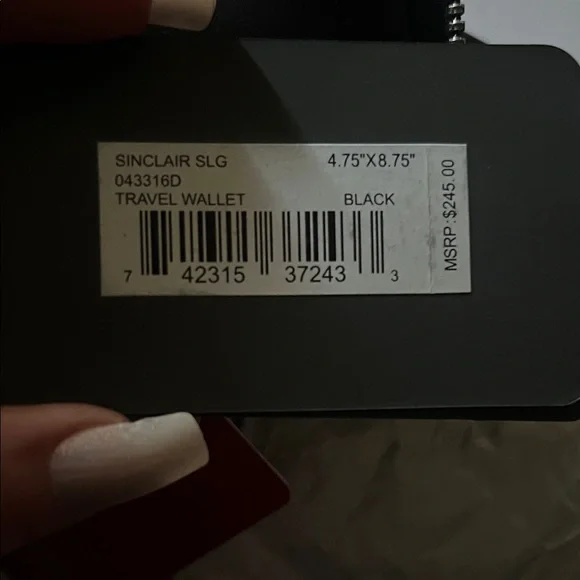 SINCLAIR SLG 4.75"X8.75"
043316D
TRAVEL WALLET BLACK
7 42315 37243 3
MSRP:$245.00